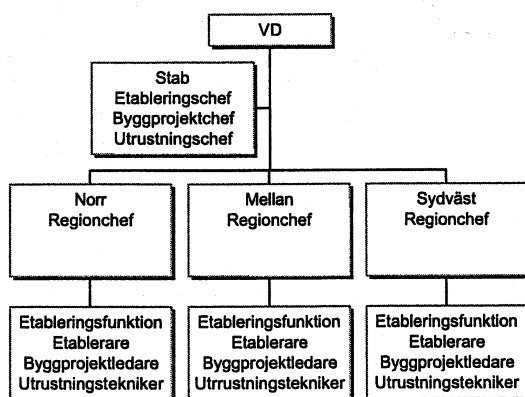 VD
Stab
Etableringschef
Byggprojektchef
Utrustningschef
Norr
Regionchef
Mellan
Regionchef
Sydväst
Regionchef
Etableringsfunktion
Etablerare
Byggprojektledare
Utrustningstekniker
Etableringsfunktion
Etablerare
Byggprojektledare
Utrrustningstekniker
Etableringsfunktion
Etablerare
Byggprojektledare
Utrustningstekniker